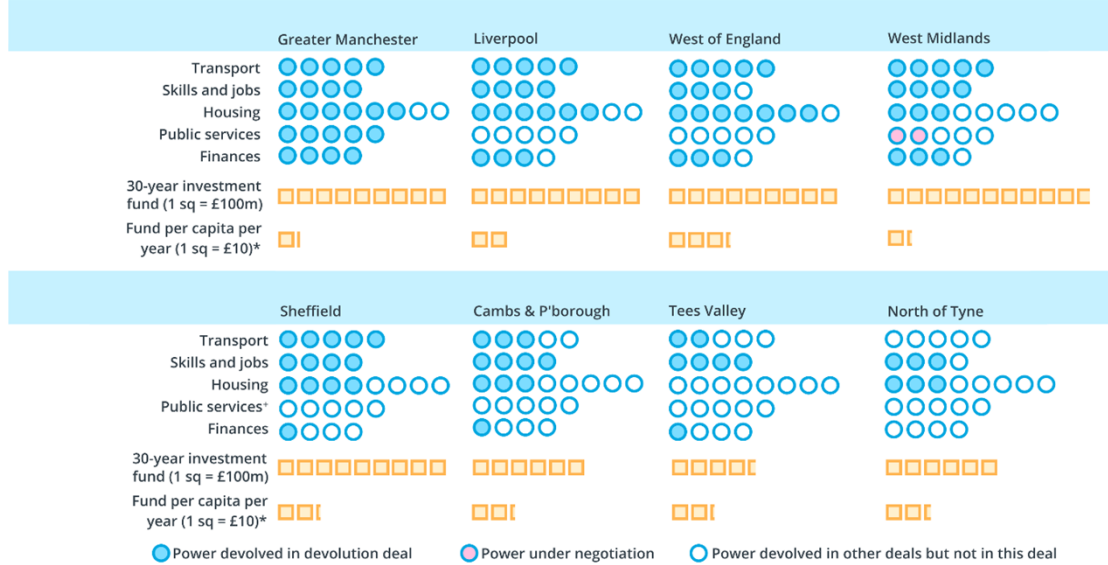 Greater Manchester Liverpool West of England West Midlands
Transport
Skills and jobs
Housing
Public services
Finances
30-year investment
fund (1 sq = £100m)
Fund per capita per
year (1 sq = £10)*
Sheffield Cambs & P'borough Tees Valley North of Tyne
Transport
Skills and jobs
Housing
Public services⁺
Finances
30-year investment
fund (1 sq = £100m)
Fund per capita per
year (1 sq = £10)*
Power devolved in devolution deal Power under negotiation Power devolved in other deals but not in this deal